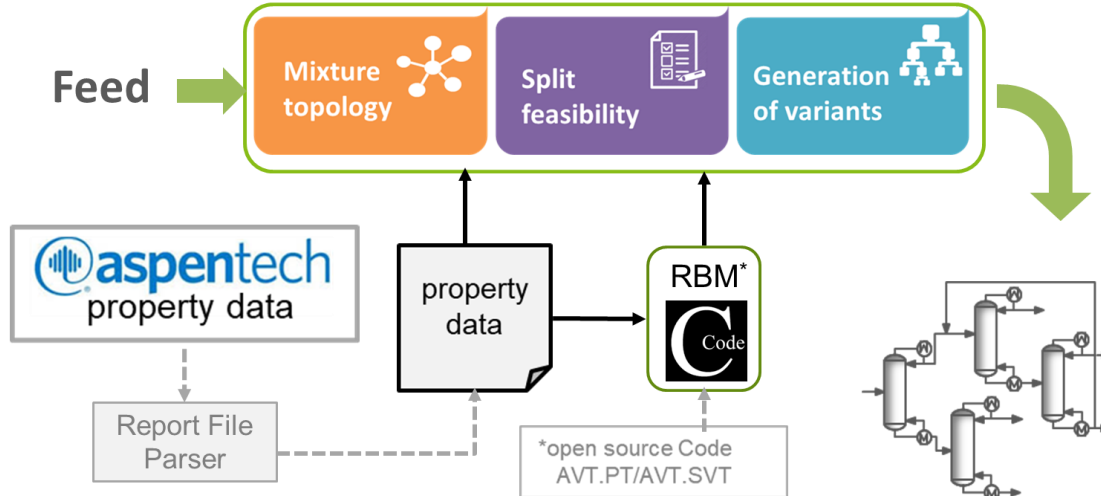 Feed
Mixture
topology
Split
feasibility
Generation
of variants
aspentech
property data
property
data
RBM*
C Code
Report File
Parser
*open source Code
AVT.PT/AVT.SVT
W
W
W
M
M
W
M
M